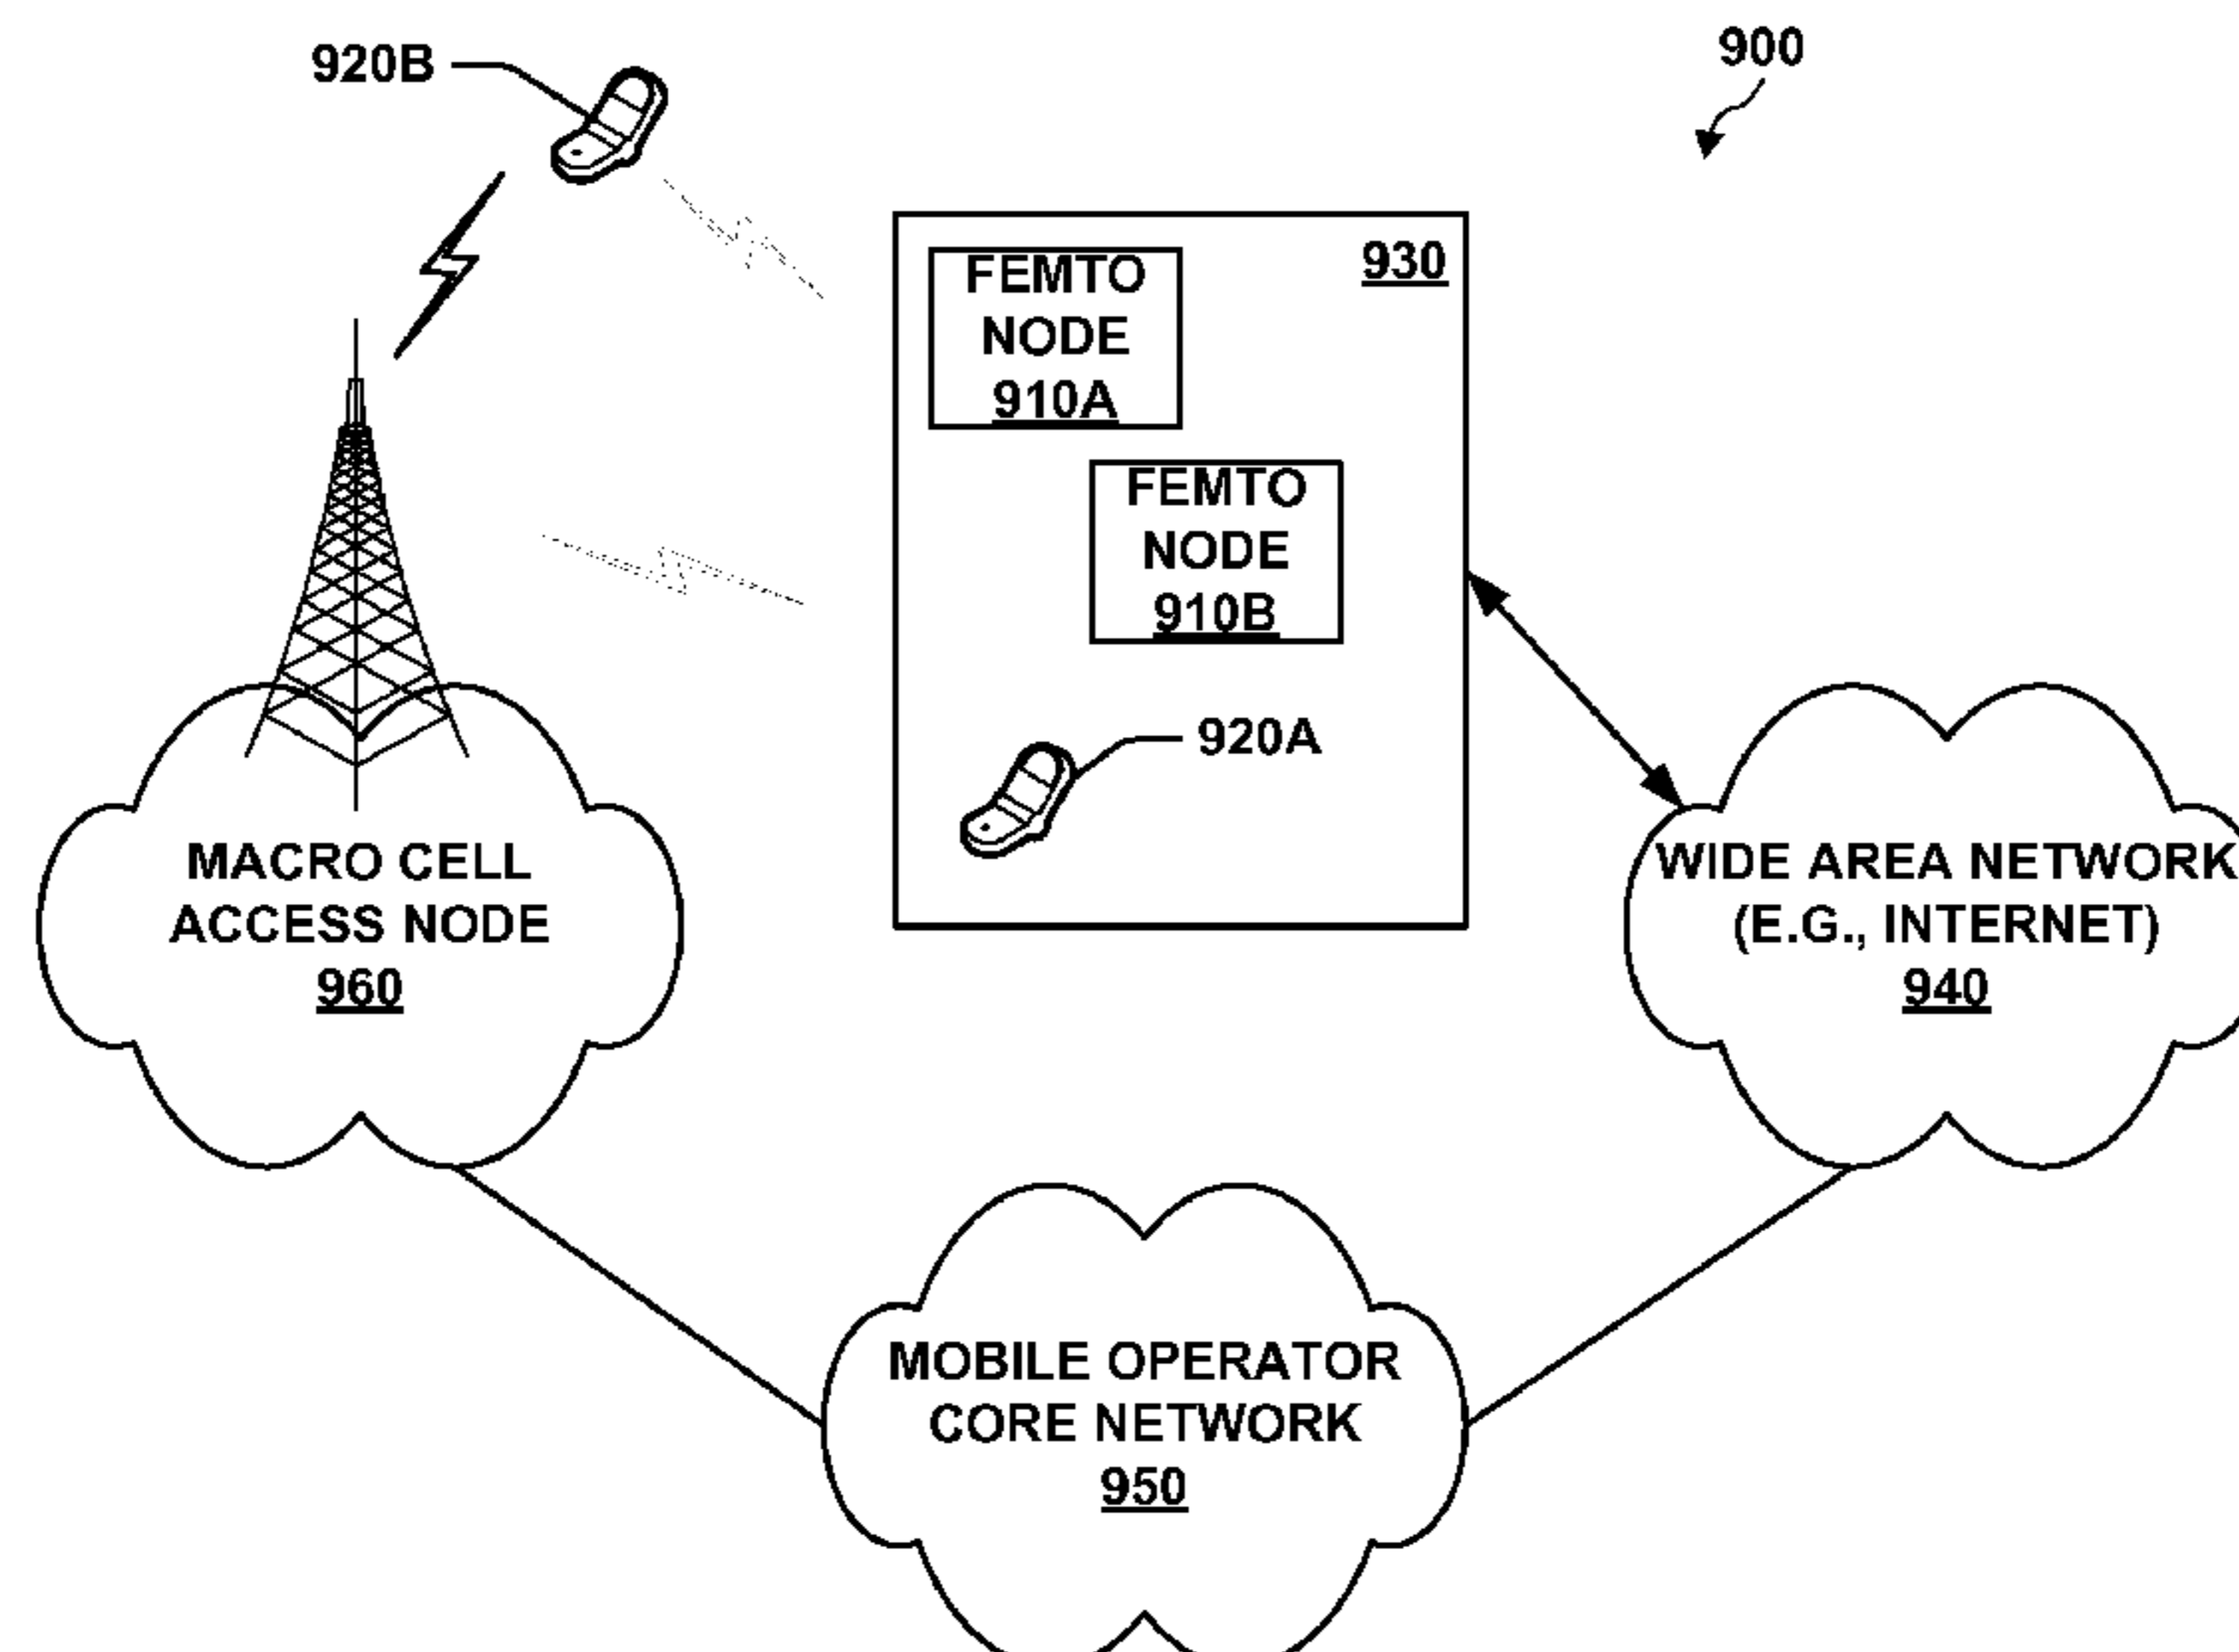 920B
900
930
FEMTO
NODE
910A
FEMTO
NODE
910B
920A
MACRO CELL
ACCESS NODE
960
WIDE AREA NETWORK
(E.G., INTERNET)
940
MOBILE OPERATOR
CORE NETWORK
950